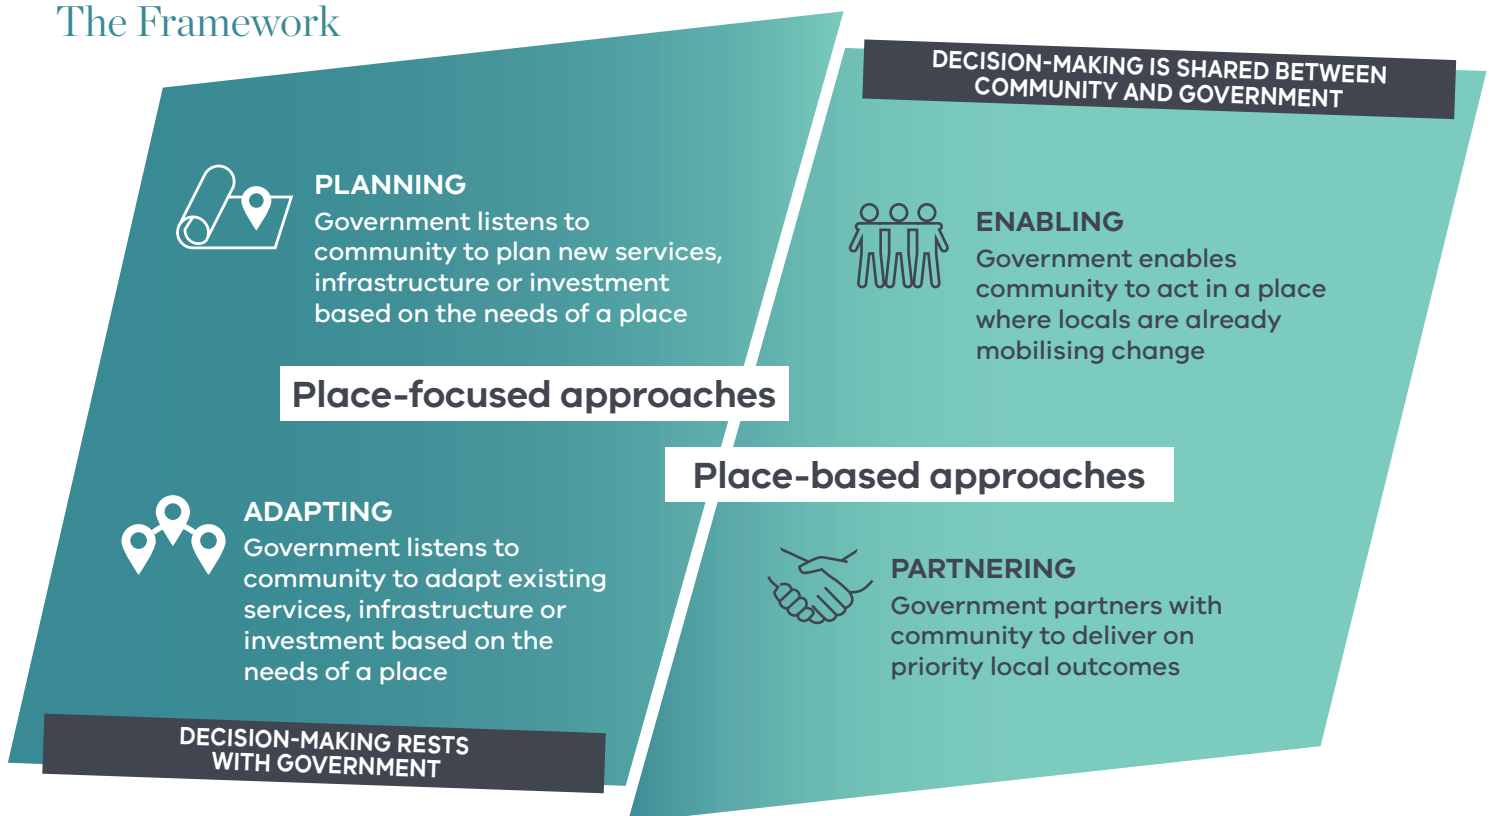 The Framework
DECISION-MAKING IS SHARED BETWEEN
COMMUNITY AND GOVERNMENT
PLANNING
Government listens to
community to plan new services,
infrastructure or investment
based on the needs of a place
ENABLING
Government enables
community to act in a place
where locals are already
mobilising change
Place-focused approaches
Place-based approaches
ADAPTING
Government listens to
community to adapt existing
services, infrastructure or
investment based on the
needs of a place
PARTNERING
Government partners with
community to deliver on
priority local outcomes
DECISION-MAKING RESTS
WITH GOVERNMENT